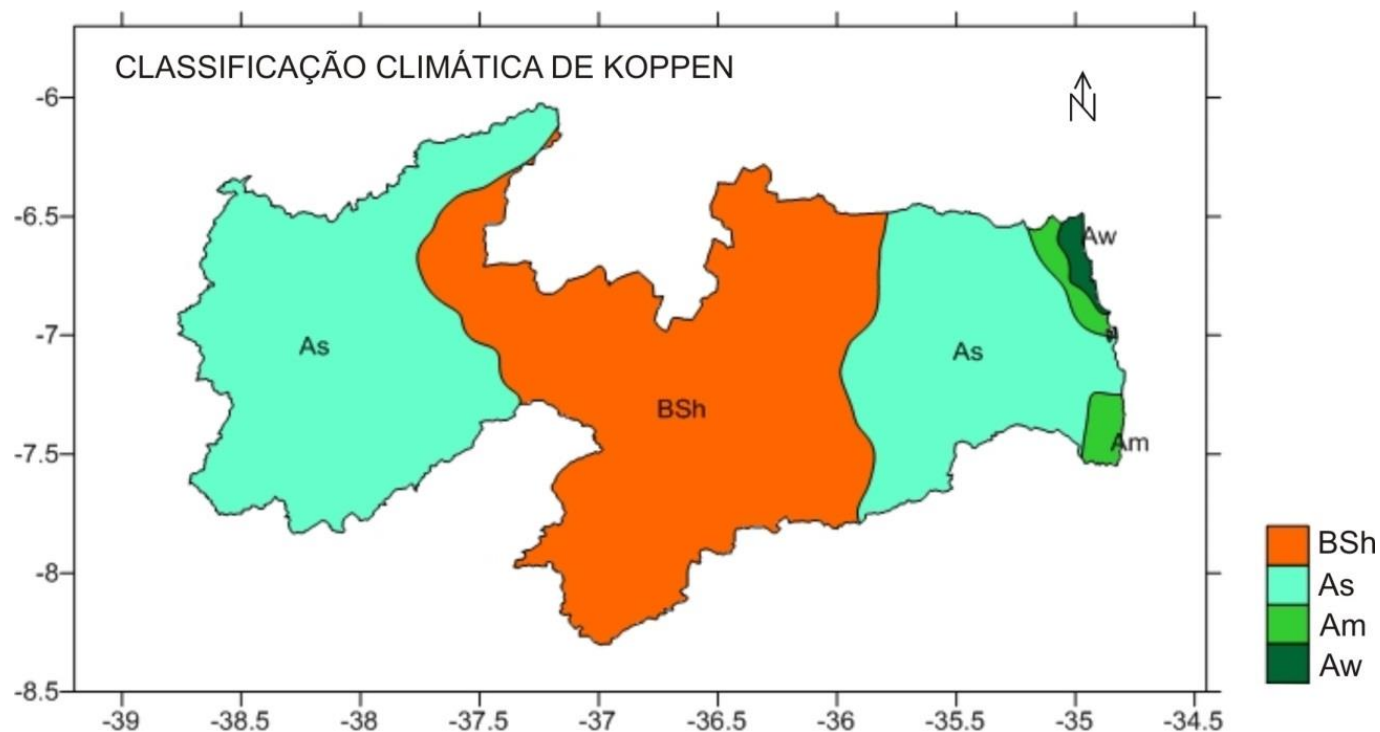 CLASSIFICAÇÃO CLIMÁTICA DE KOPPEN
N
-6
-6.5
-7
-7.5
-8
-8.5
Aw
As
As
BSh
Am
BSh
As
Am
Aw
-39 -38.5 -38 -37.5 -37 -36.5 -36 -35.5 -35 -34.5